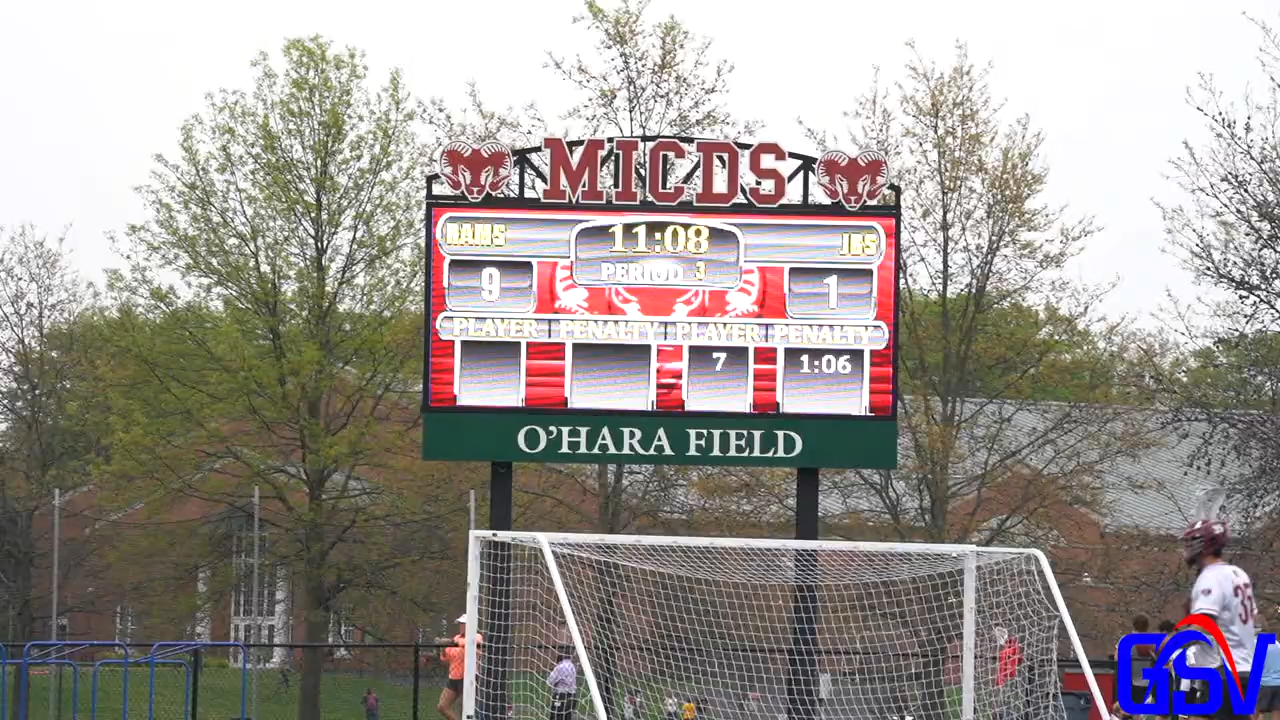 MICDS
RAMS 11:08 JBS
PERIOD 3
9 1
PLAYER PENALTY PLAYER PENALTY
7 1:06
O'HARA FIELD
GSV